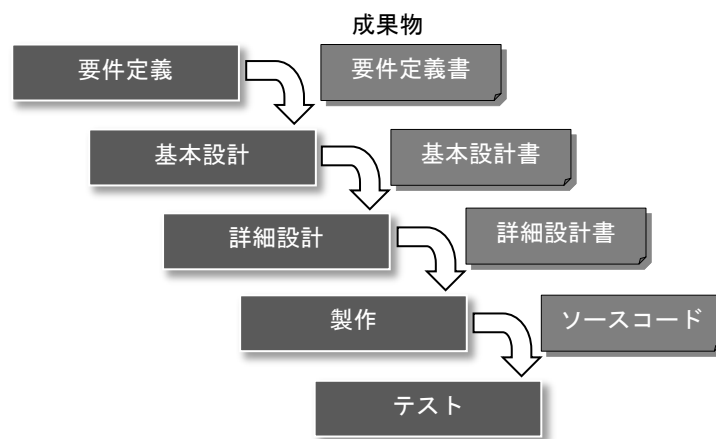 成果物
要件定義
要件定義書
基本設計
基本設計書
詳細設計
詳細設計書
製作
ソースコード
テスト